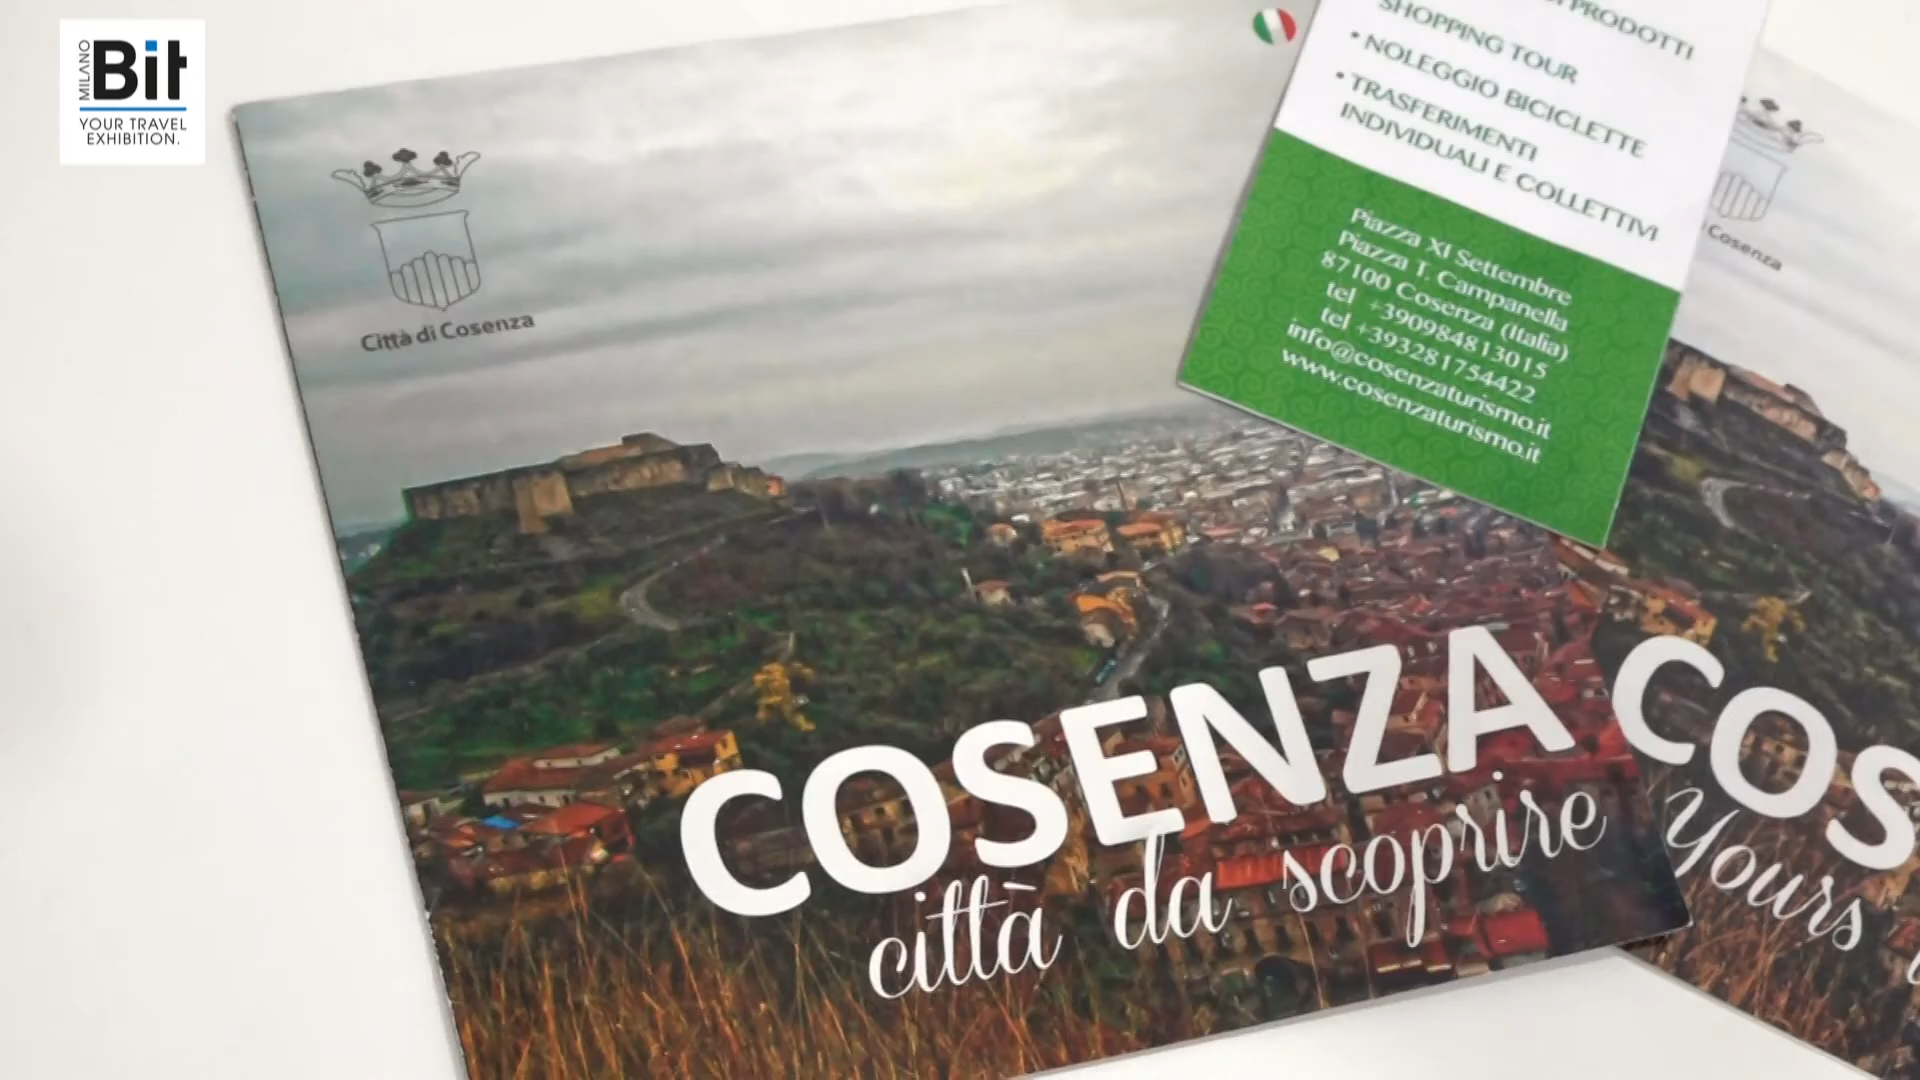 MILANO
Bit
YOUR TRAVEL
EXHIBITION.
Città di Cosenza
COSENZA
città da scoprire
PRODOTTI
SHOPPING TOUR
• NOLEGGIO BICICLETTE
• TRASFERIMENTI
INDIVIDUALI E COLLETTIVI
Piazza XI Settembre
Piazza T. Campanella
87100 Cosenza (Italia)
tel +390984813015
tel +393281754422
info@cosenzaturismo.it
www.cosenzaturismo.it
Cosenza
COS
Yours